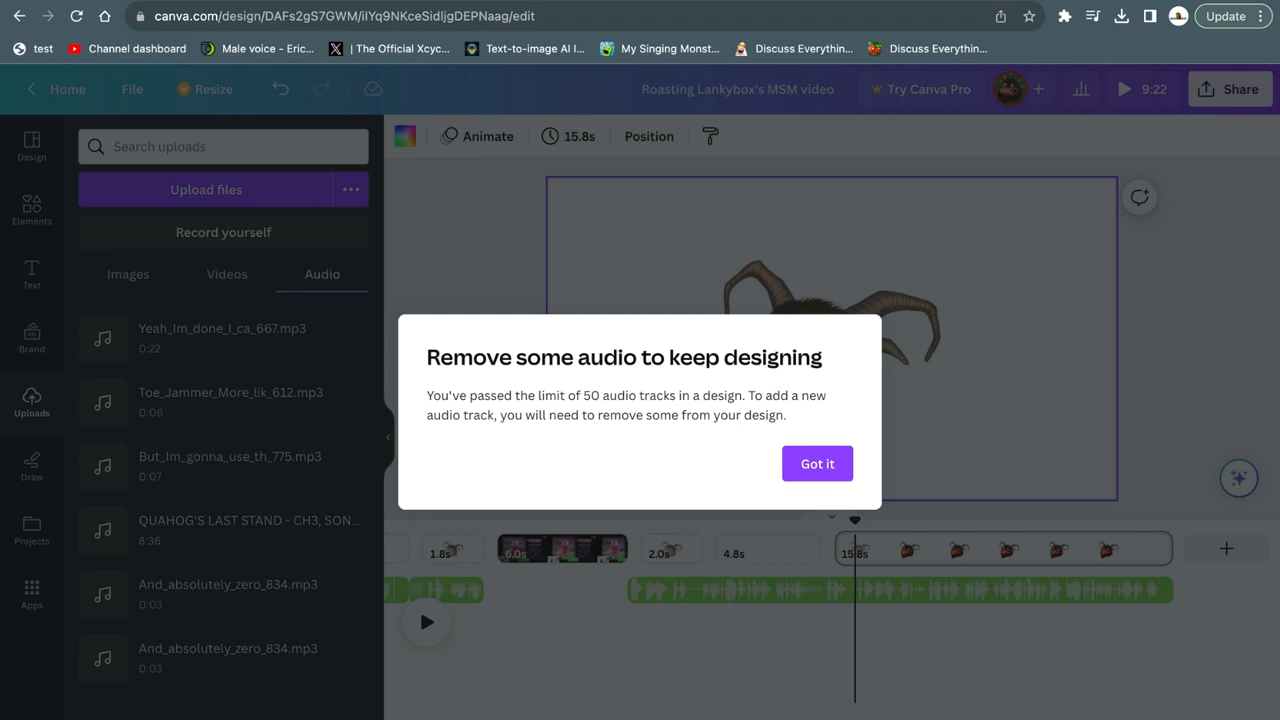 canva.com/design/DAFs2gS7GWM/iIYq9NKceSidljgDEPNaag/edit
Update
test
Channel dashboard
Male voice - Eric...
| The Official Xcyc...
Text-to-image AI I...
My Singing Monst...
Discuss Everythin...
Discuss Everythin...
Home
File
Resize
Roasting Lankybox's MSM video
Try Canva Pro
9:22
Share
Design
Elements
Text
Brand
Uploads
Draw
Projects
Apps
Search uploads
Upload files
Record yourself
Images
Videos
Audio
Yeah_Im_done_I_ca_667.mp3
0:22
Toe_Jammer_More_lik_612.mp3
0:06
But_Im_gonna_use_th_775.mp3
0:07
QUAHOG'S LAST STAND - CH3, SON...
8:36
And_absolutely_zero_834.mp3
0:03
And_absolutely_zero_834.mp3
0:03
Animate
15.8s
Position
Remove some audio to keep designing
You've passed the limit of 50 audio tracks in a design. To add a new
audio track, you will need to remove some from your design.
Got it
1.8s
6.0s
2.0s
4.8s
15.8s